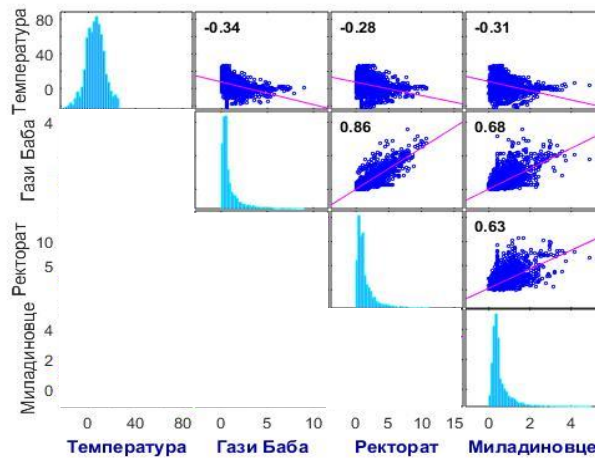 80
40
0
Температура
-0.34
-0.28
-0.31
4
Гази Баба
0.86
0.68
10
5
Ректорат
0.63
4
2
0
Миладиновце
0 40 80
0 5 10
0 5 10 15
0 2 4
Температура
Гази Баба
Ректорат
Миладиновце